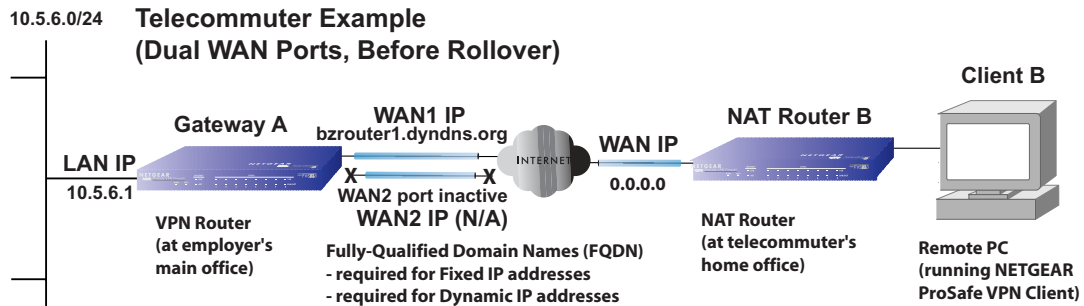 10.5.6.0/24
Telecommuter Example
(Dual WAN Ports, Before Rollover)
Client B
Gateway A
WAN1 IP
bzrouter1.dyndns.org
NAT Router B
LAN IP
10.5.6.1
NETGEAR
INTERNET
WAN IP
0.0.0.0
NETGEAR
X
X
WAN2 port inactive
WAN2 IP (N/A)
VPN Router
(at employer's
main office)
Fully-Qualified Domain Names (FQDN)
- required for Fixed IP addresses
- required for Dynamic IP addresses
NAT Router
(at telecommuter's
home office)
Remote PC
(running NETGEAR
ProSafe VPN Client)